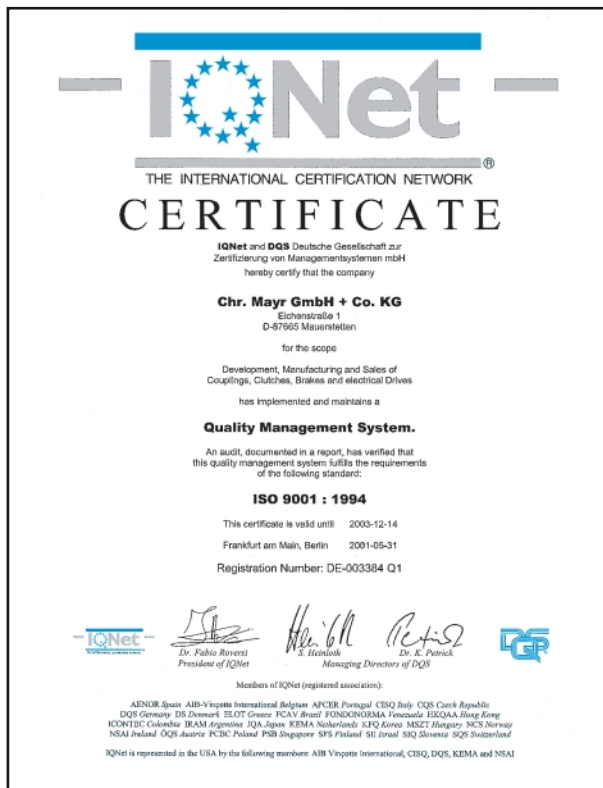 IQNet
®
THE INTERNATIONAL CERTIFICATION NETWORK
CERTIFICATE
IQNet and DQS Deutsche Gesellschaft zur
Zertifizierung von Managementsystemen mbH
hereby certify that the company
Chr. Mayr GmbH + Co. KG
Eichenstraße 1
D-87665 Mauerstetten
for the scope
Development, Manufacturing and Sales of
Couplings, Clutches, Brakes and electrical Drives
has implemented and maintains a
Quality Management System.
An audit, documented in a report, has verified that
this quality management system fulfills the requirements
of the following standard:
ISO 9001 : 1994
This certificate is valid until 2003-12-14
Frankfurt am Main, Berlin 2001-05-31
Registration Number: DE-003384 Q1
IQNet
DQS
Dr. Fabio Roversi S. Heinloth Dr. K. Petrick
President of IQNet Managing Directors of DQS
Members of IQNet (registered association):
AENOR Spain AIB-Vinçotte International Belgium APCER Portugal CISQ Italy CQS Czech Republic
DQS Germany DS Denmark ELOT Greece FCAV Brazil FONDONORMA Venezuela HKQAA Hong Kong
ICONTEC Colombia IRAM Argentina JQA Japan KEMA Netherlands KFQ Korea MSZT Hungary NCS Norway
NSAI Ireland ÖQS Austria PCBC Poland PSB Singapore SFS Finland SII Israel SIQ Slovenia SQS Switzerland
IQNet is represented in the USA by the following members: AIB Vinçotte International, CISQ, DQS, KEMA and NSAI